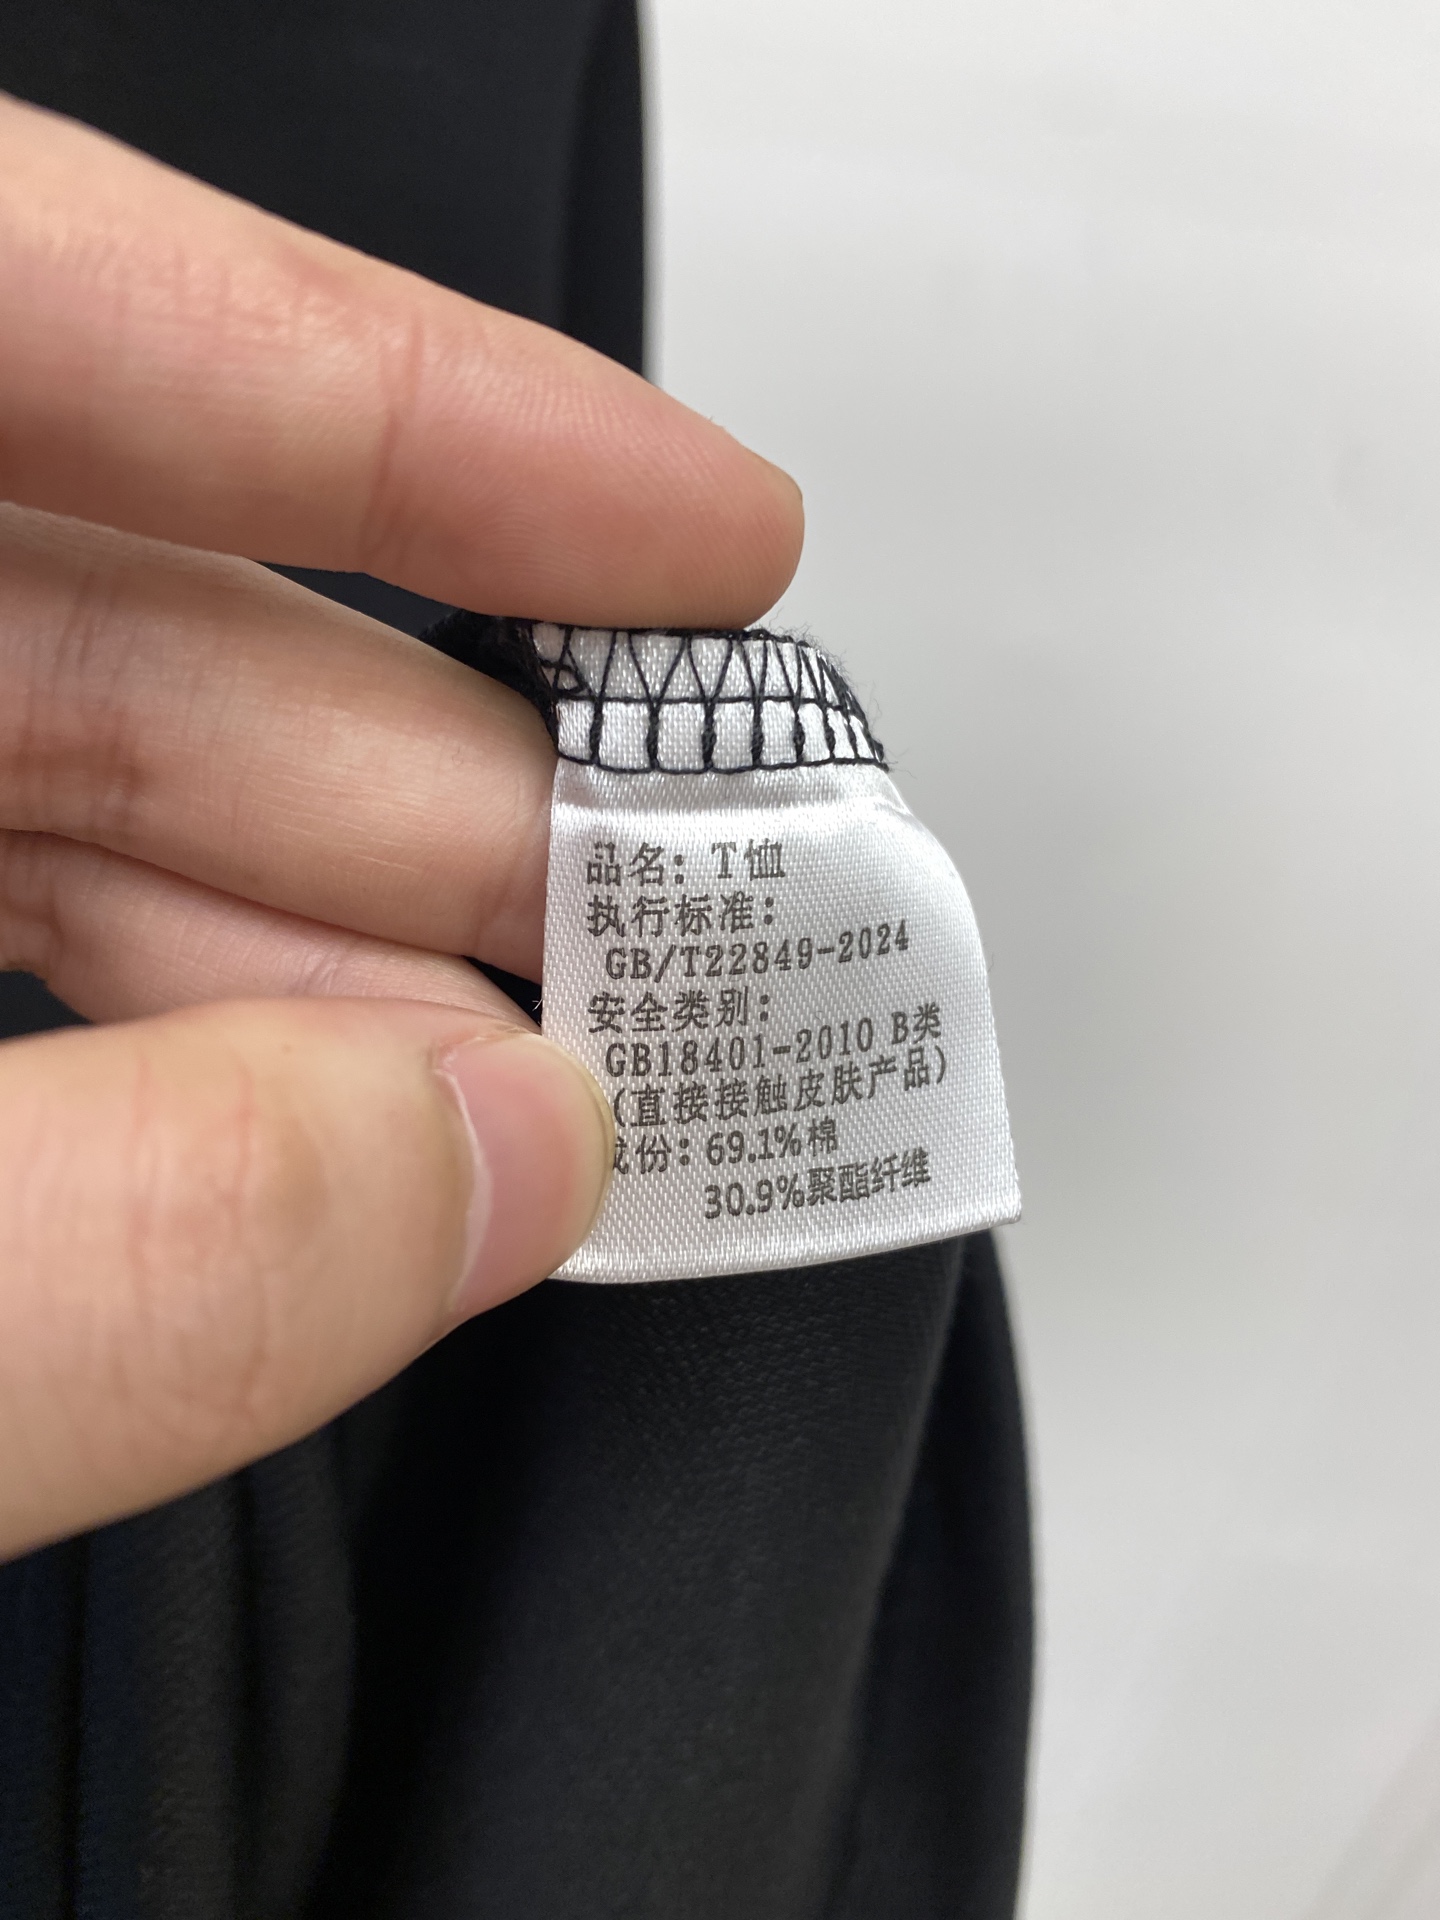 品名：T恤
执行标准：
GB/T22849-2024
安全类别：
GB18401-2010 B类
(直接接触皮肤产品)
成份：69.1%棉
30.9%聚酯纤维